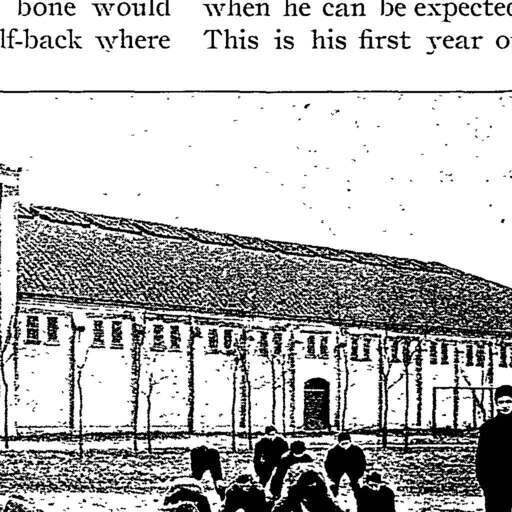 bone would when he can be expected
lf-back where This is his first year o